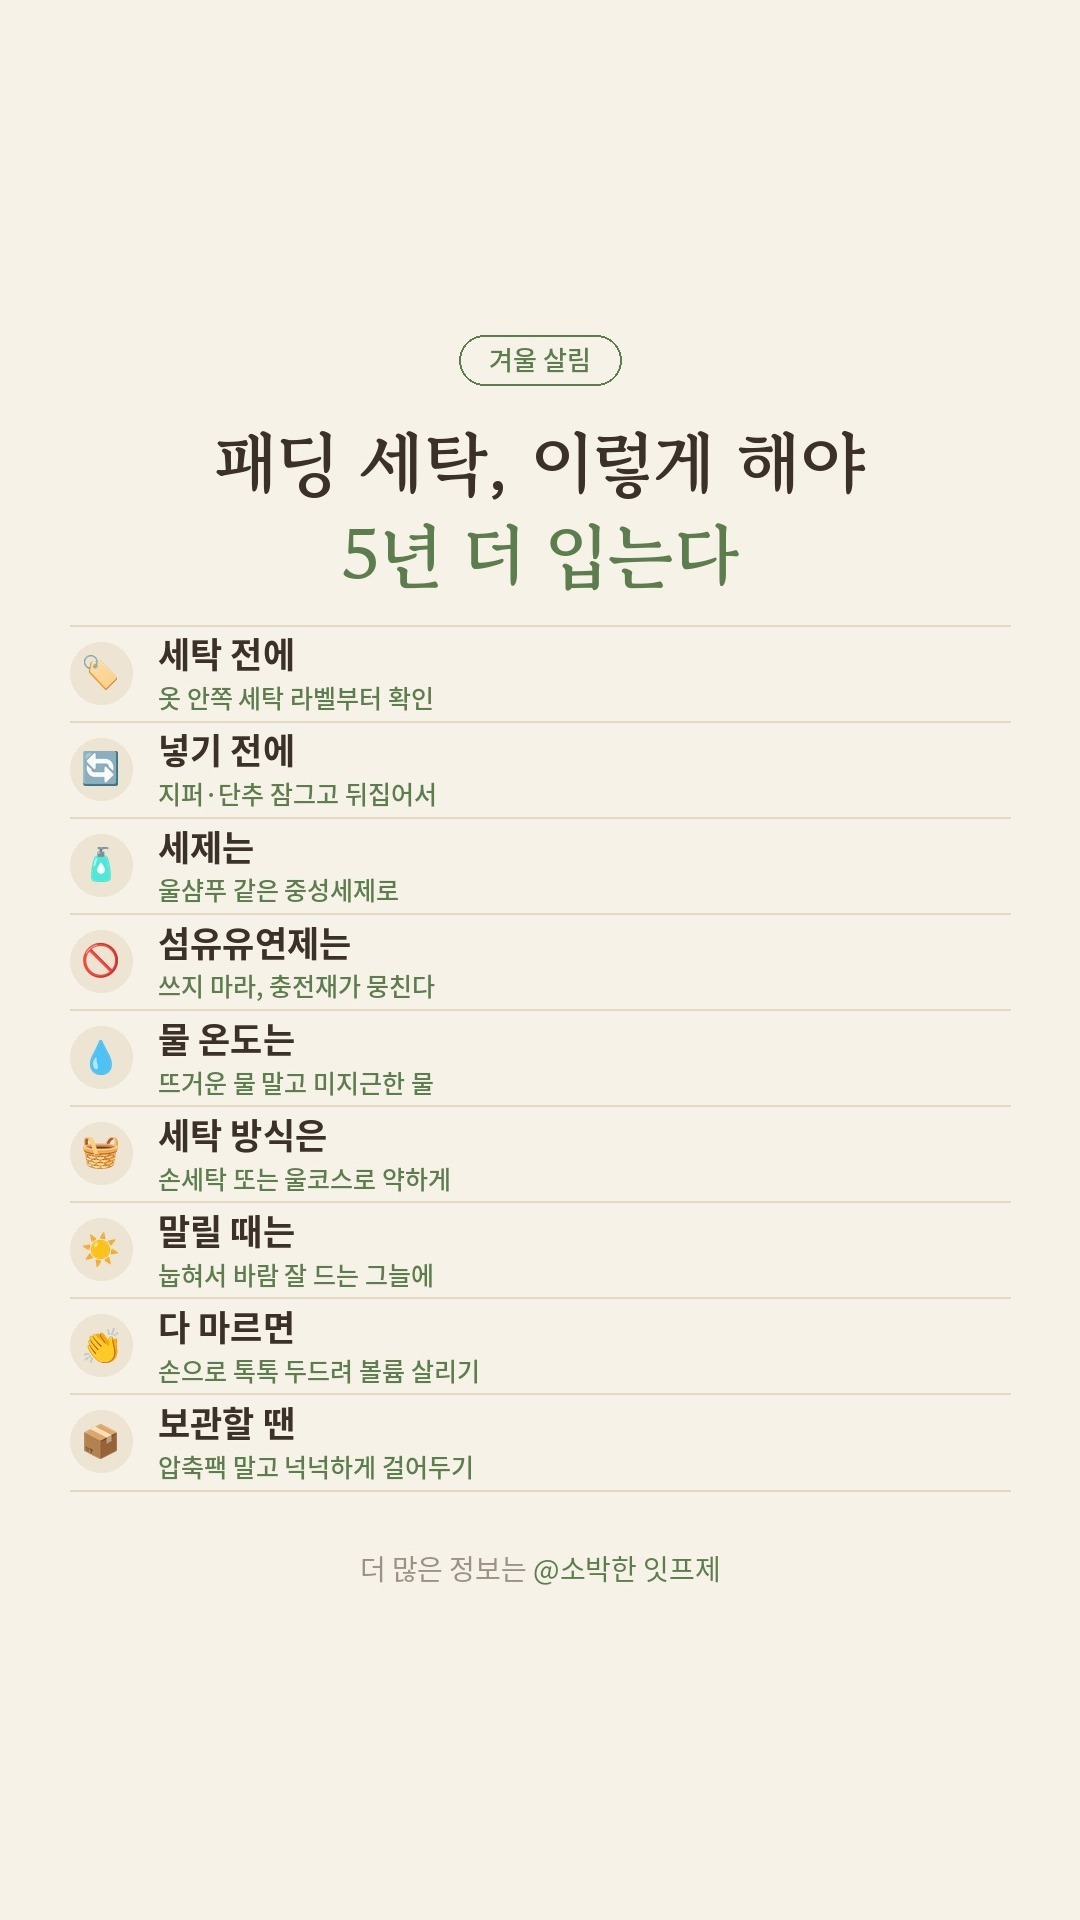 겨울 살림
패딩 세탁, 이렇게 해야
5년 더 입는다
세탁 전에
옷 안쪽 세탁 라벨부터 확인
넣기 전에
지퍼·단추 잠그고 뒤집어서
세제는
울샴푸 같은 중성세제로
섬유유연제는
쓰지 마라, 충전재가 뭉친다
물 온도는
뜨거운 물 말고 미지근한 물
세탁 방식은
손세탁 또는 울코스로 약하게
말릴 때는
눕혀서 바람 잘 드는 그늘에
다 마르면
손으로 톡톡 두드려 볼륨 살리기
보관할 땐
압축팩 말고 넉넉하게 걸어두기
더 많은 정보는 @소박한 잇프제